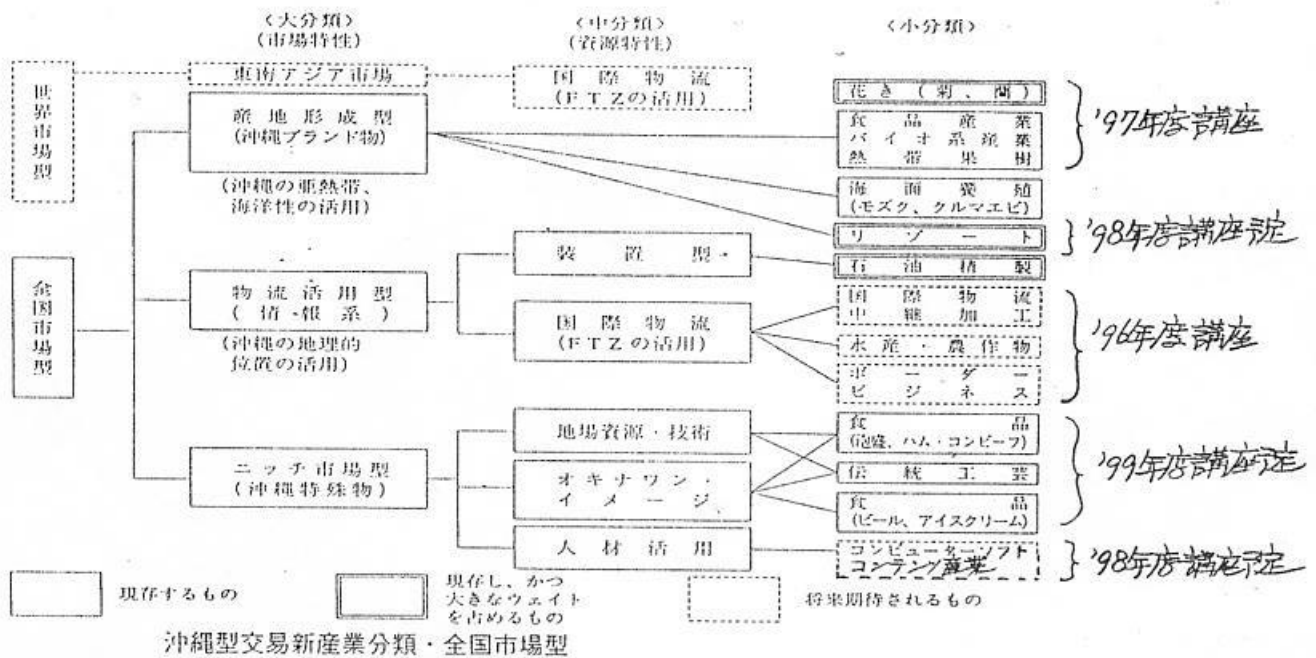 〈大分類〉
(市場特性)
〈中分類〉
(資源特性)
〈小分類〉
世界市場型
東南アジア市場
国際物流
(FTZの活用)
花き(菊、蘭)
産地形成型
(沖縄ブランド物)
(沖縄の亜熱帯、
海洋性の活用)
食品産業
バイオ系産業
熱帯果樹
'97年度講座
海面養殖
(モズク、クルマエビ)
リゾート
'98年度講座予定
全国市場型
物流活用型
(情報系)
(沖縄の地理的
位置の活用)
装置型
石油精製
国際物流
(FTZの活用)
国際物流
中継加工
水産・農作物
ボーダー
ビジネス
'96年度講座
ニッチ市場型
(沖縄特殊物)
地場資源・技術
オキナワン・
イメージ
人材活用
食品
(泡盛、ハム・コンビーフ)
伝統工芸
食品
(ビール、アイスクリーム)
'99年度講座予定
コンピューターソフト
コンテンツ産業
'98年度講座予定
現存するもの
現存し、かつ
大きなウェイト
を占めるもの
将来期待されるもの
沖縄型交易新産業分類・全国市場型